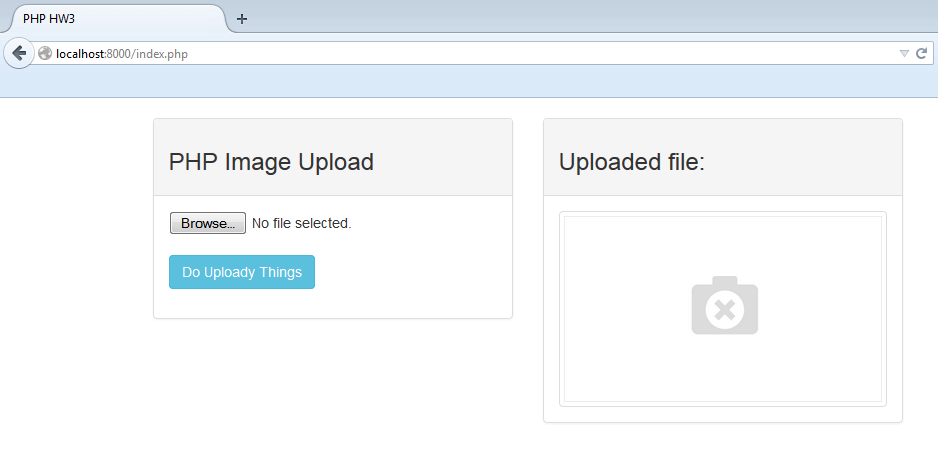 PHP HW3
localhost:8000/index.php
PHP Image Upload
Browse... No file selected.
Do Uploady Things
Uploaded file: